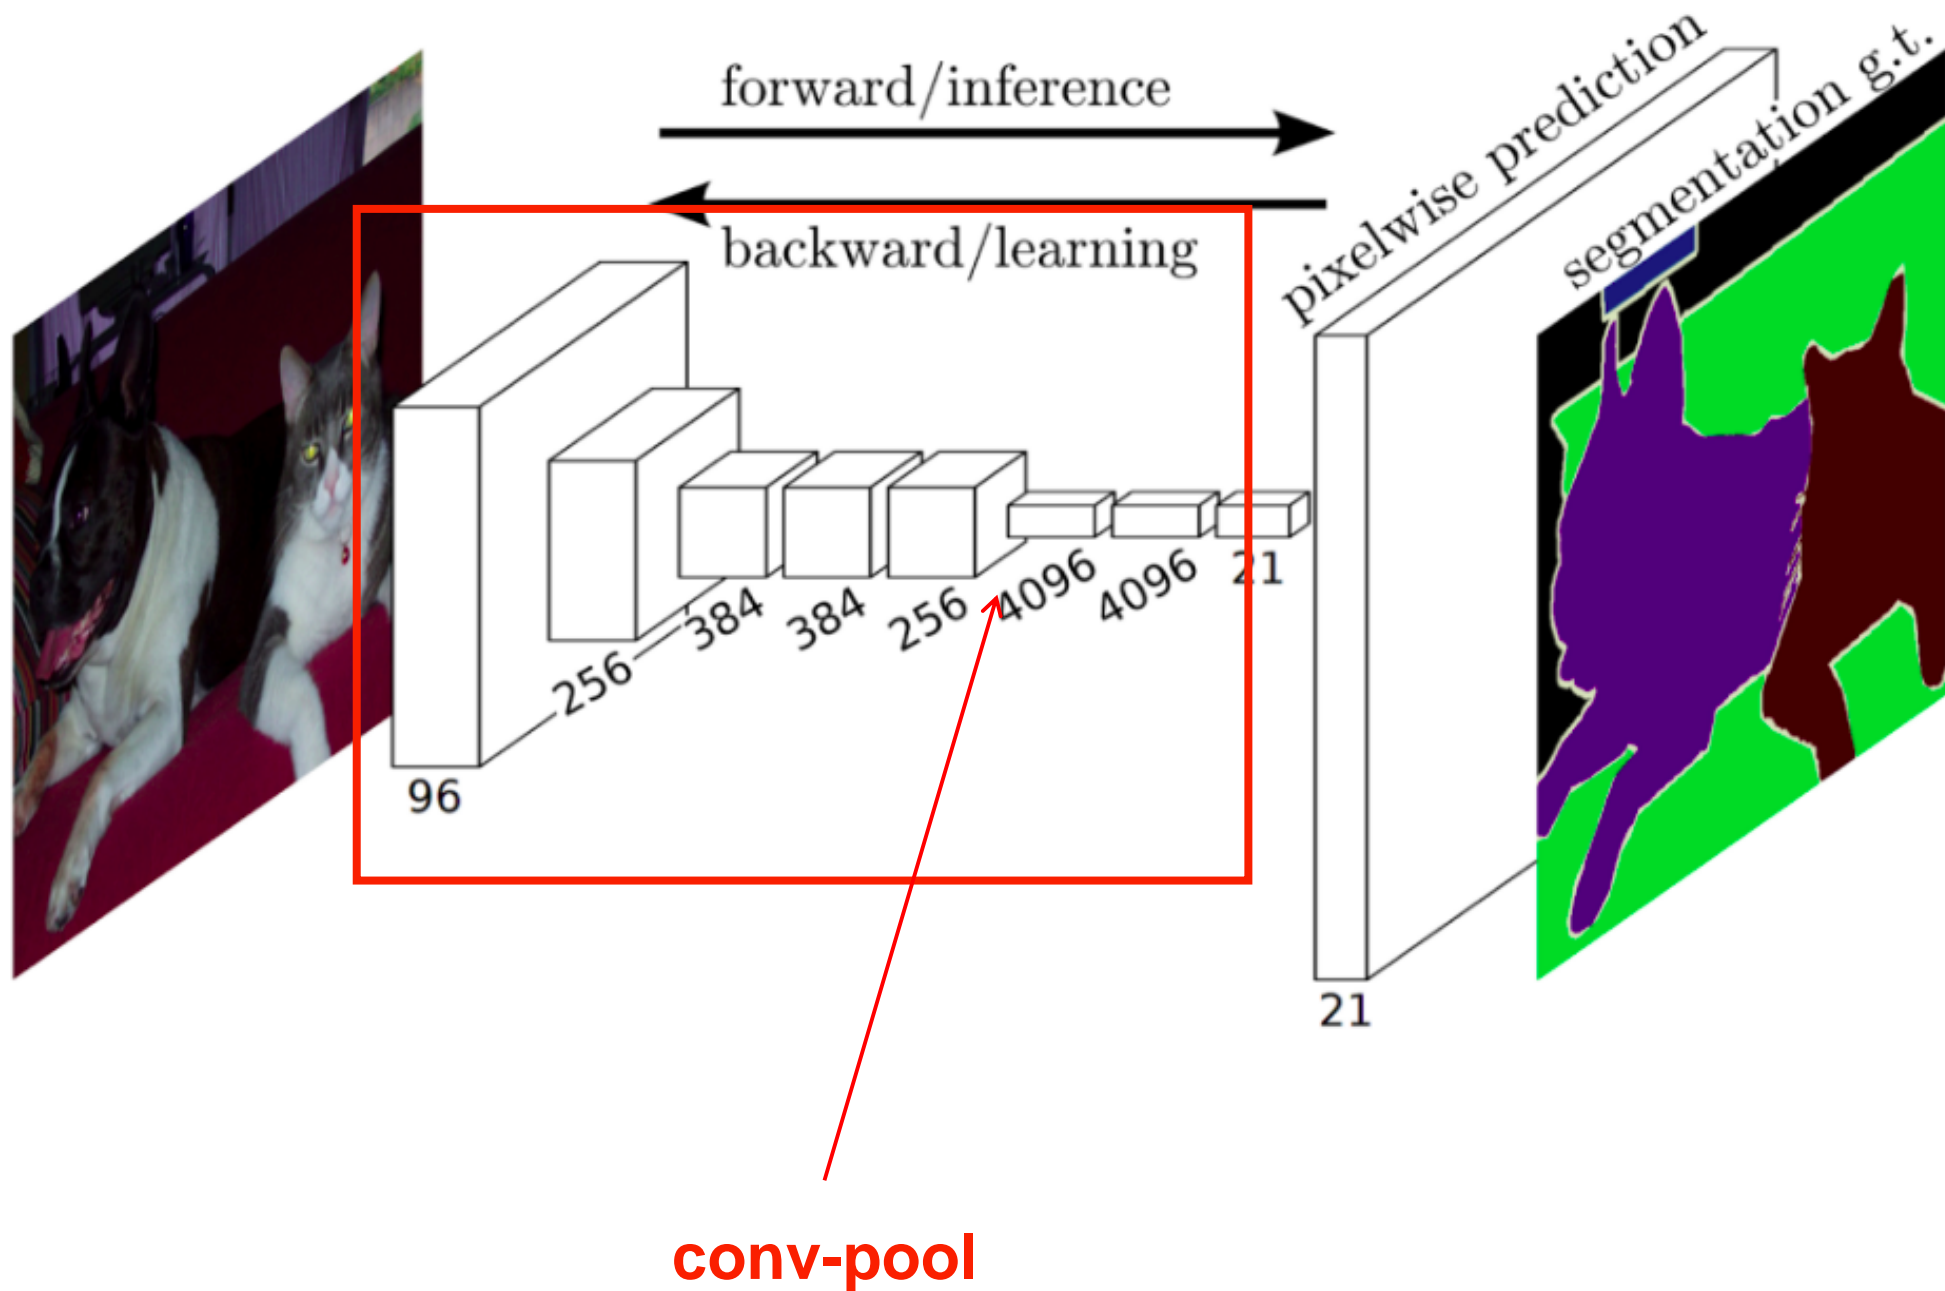 forward/inference
backward/learning
pixelwise prediction
segmentation g.t.
96
256
384
384
256
4096
4096
21
21
conv-pool